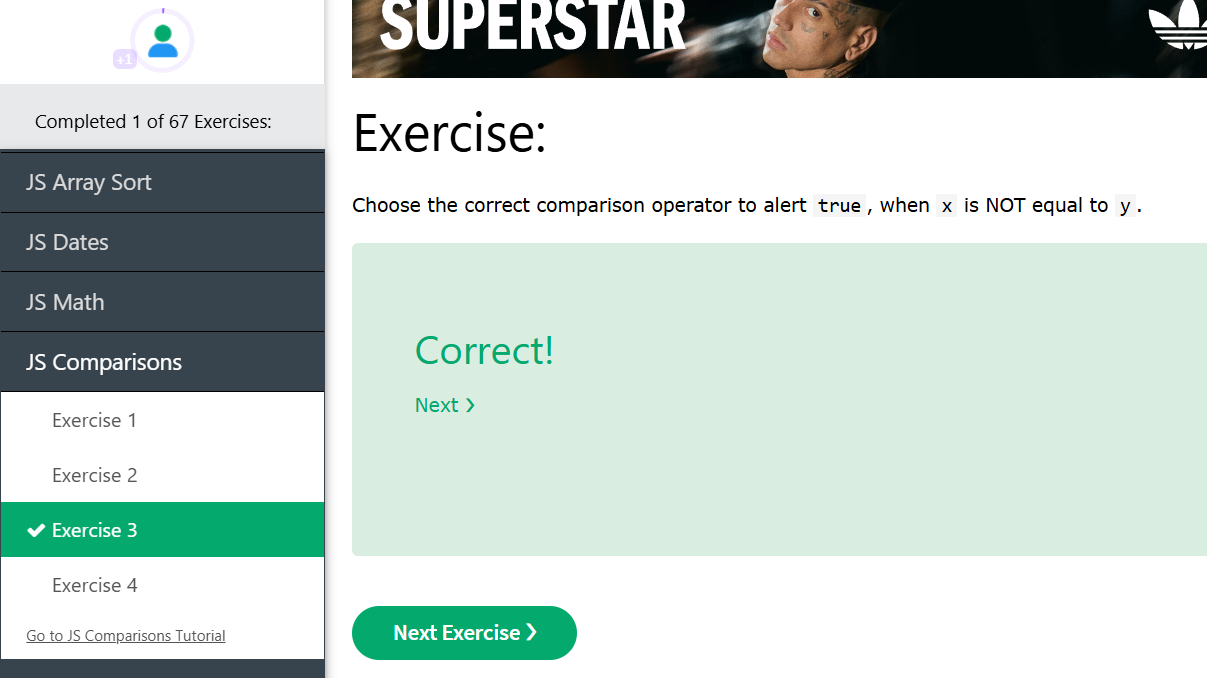 SUPERSTAR
+1
Completed 1 of 67 Exercises:
JS Array Sort
JS Dates
JS Math
JS Comparisons
Exercise 1
Exercise 2
Exercise 3
Exercise 4
Go to JS Comparisons Tutorial
Exercise:
Choose the correct comparison operator to alert true, when x is NOT equal to y.
Correct!
Next ❯
Next Exercise ❯